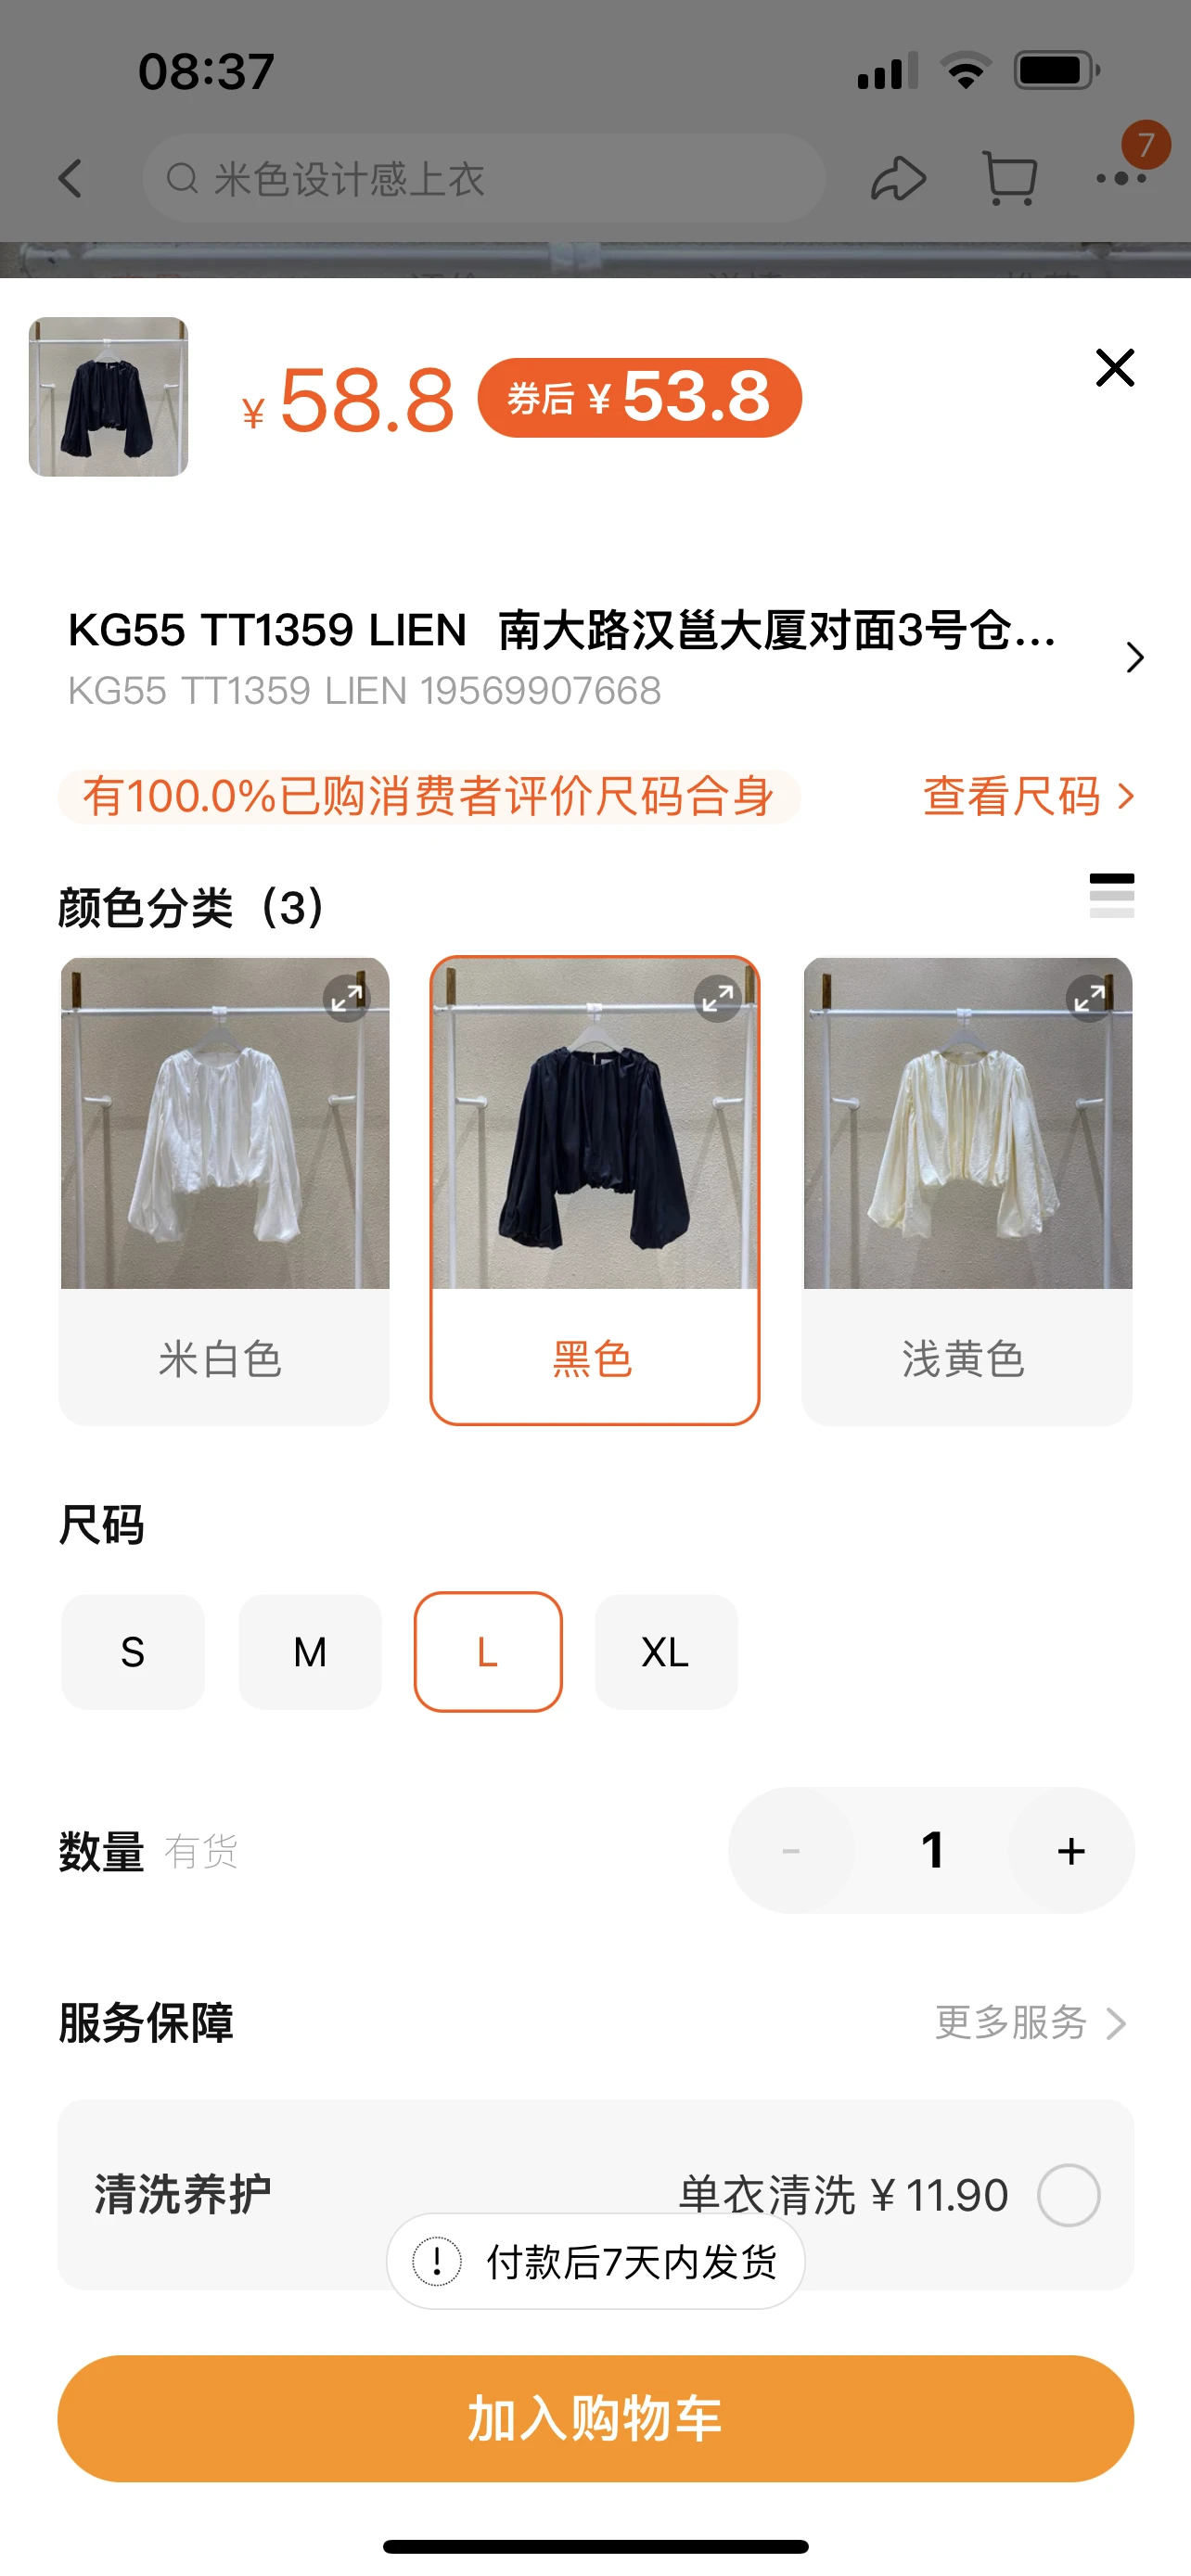 08:37
米色设计感上衣
7
¥58.8 券后 ¥53.8
KG55 TT1359 LIEN 南大路汉邕大厦对面3号仓...
KG55 TT1359 LIEN 19569907668
有100.0%已购消费者评价尺码合身 查看尺码
颜色分类（3）
米白色 黑色 浅黄色
尺码
S M L XL
数量 有货 - 1 +
服务保障 更多服务
清洗养护 单衣清洗 ¥11.90
付款后7天内发货
加入购物车